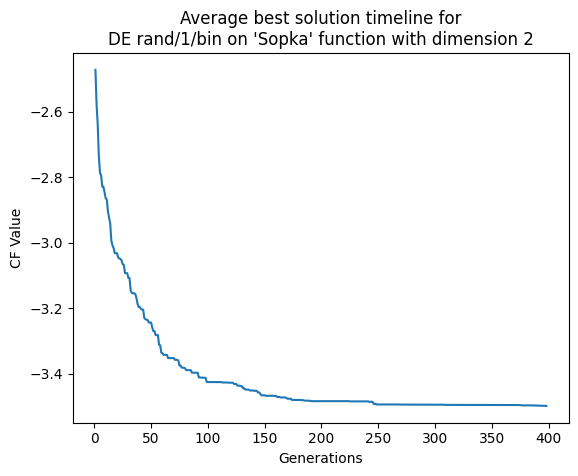 Average best solution timeline for
DE rand/1/bin on 'Sopka' function with dimension 2
CF Value
−2.6
−2.8
−3.0
−3.2
−3.4
0 50 100 150 200 250 300 350 400
Generations